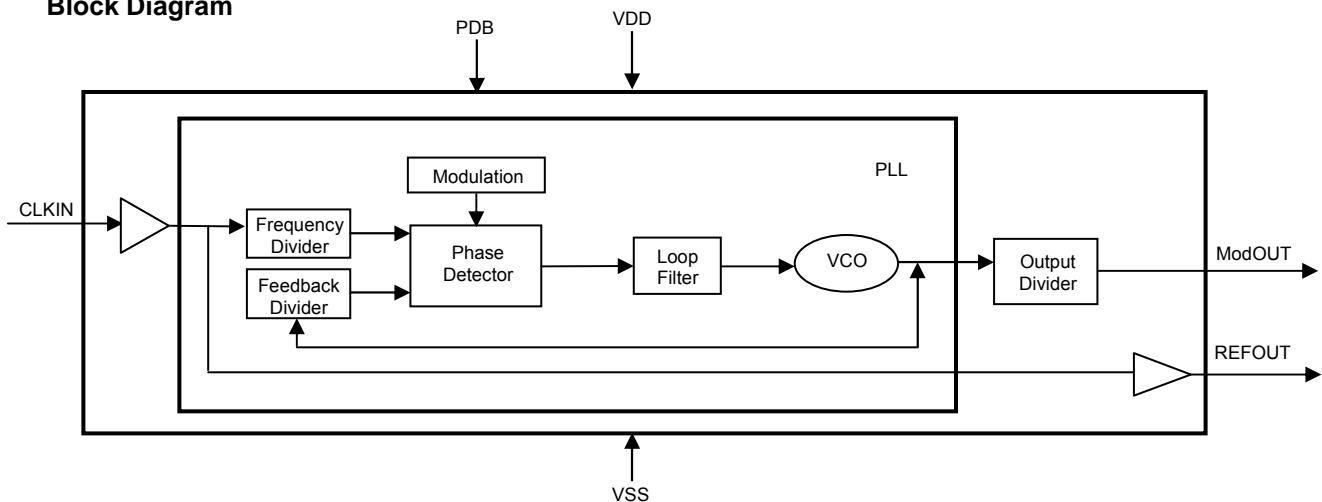 Block Diagram
PDB
VDD
CLKIN
Modulation
PLL
Frequency
Divider
Phase
Detector
Feedback
Divider
Loop
Filter
VCO
Output
Divider
ModOUT
REFOUT
VSS